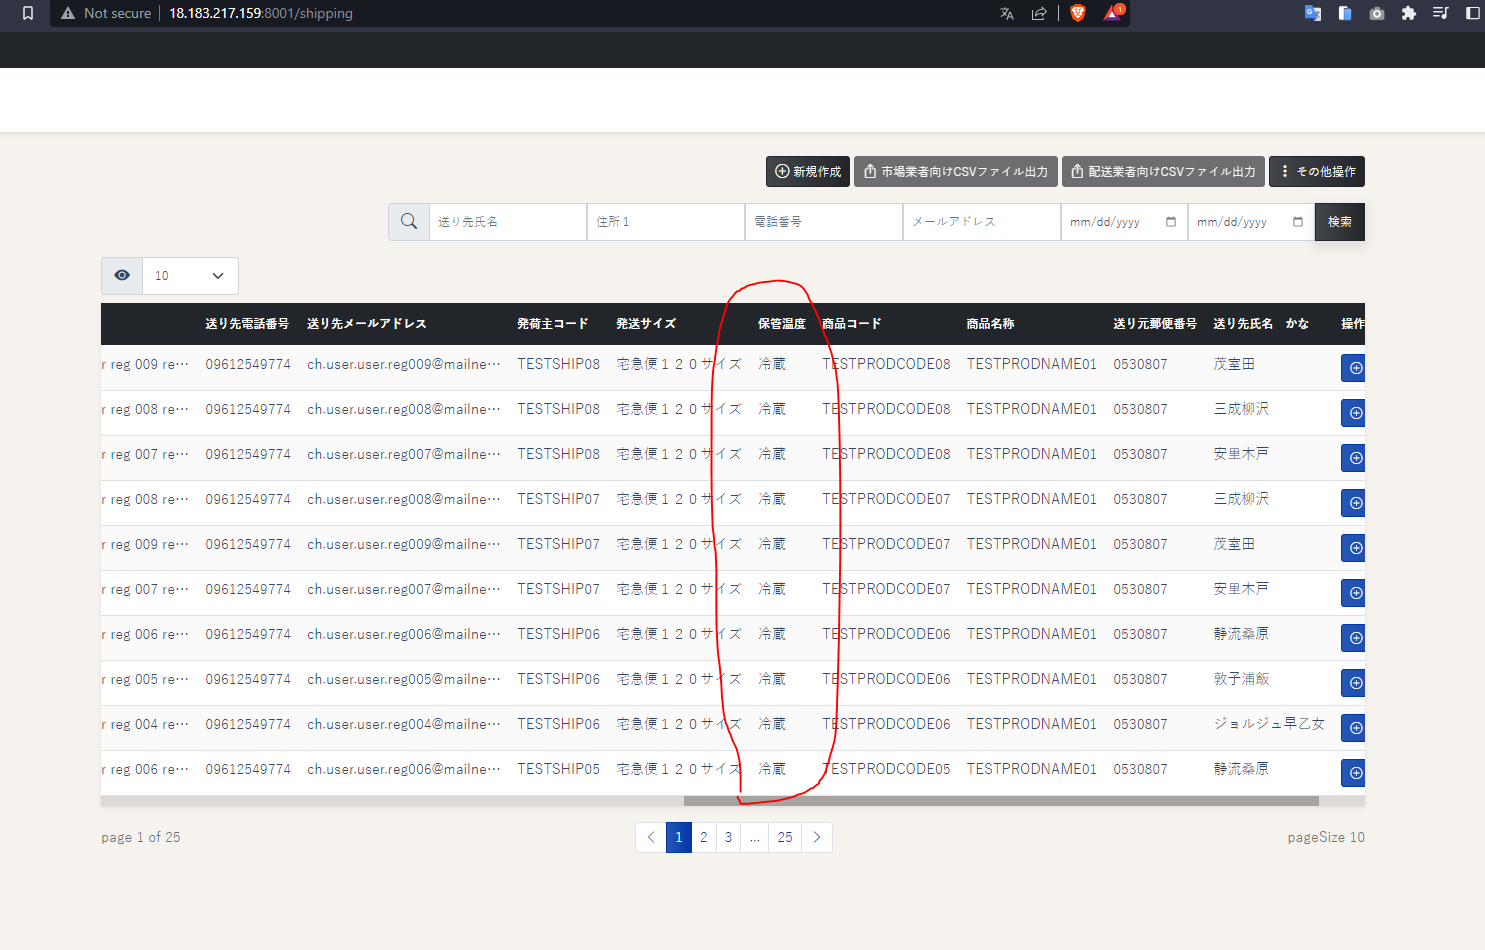 Not secure 18.183.217.159:8001/shipping 1
新規作成 市場業者向けCSVファイル出力 配送業者向けCSVファイル出力 その他操作
送り先氏名 住所１ 電話番号 メールアドレス mm/dd/yyyy mm/dd/yyyy 検索
10
送り先電話番号 送り先メールアドレス 発荷主コード 発送サイズ 保管温度 商品コード 商品名称 送り元郵便番号 送り先氏名　かな 操作
r reg 009 re… 09612549774 ch.user.user.reg009@mailne… TESTSHIP08 宅急便１２０サイズ 冷蔵 TESTPRODCODE08 TESTPRODNAME01 0530807 茂室田
r reg 008 re… 09612549774 ch.user.user.reg008@mailne… TESTSHIP08 宅急便１２０サイズ 冷蔵 TESTPRODCODE08 TESTPRODNAME01 0530807 三成柳沢
r reg 007 re… 09612549774 ch.user.user.reg007@mailne… TESTSHIP08 宅急便１２０サイズ 冷蔵 TESTPRODCODE08 TESTPRODNAME01 0530807 安里木戸
r reg 008 re… 09612549774 ch.user.user.reg008@mailne… TESTSHIP07 宅急便１２０サイズ 冷蔵 TESTPRODCODE07 TESTPRODNAME01 0530807 三成柳沢
r reg 009 re… 09612549774 ch.user.user.reg009@mailne… TESTSHIP07 宅急便１２０サイズ 冷蔵 TESTPRODCODE07 TESTPRODNAME01 0530807 茂室田
r reg 007 re… 09612549774 ch.user.user.reg007@mailne… TESTSHIP07 宅急便１２０サイズ 冷蔵 TESTPRODCODE07 TESTPRODNAME01 0530807 安里木戸
r reg 006 re… 09612549774 ch.user.user.reg006@mailne… TESTSHIP06 宅急便１２０サイズ 冷蔵 TESTPRODCODE06 TESTPRODNAME01 0530807 静流桑原
r reg 005 re… 09612549774 ch.user.user.reg005@mailne… TESTSHIP06 宅急便１２０サイズ 冷蔵 TESTPRODCODE06 TESTPRODNAME01 0530807 敦子浦飯
r reg 004 re… 09612549774 ch.user.user.reg004@mailne… TESTSHIP06 宅急便１２０サイズ 冷蔵 TESTPRODCODE06 TESTPRODNAME01 0530807 ジョルジュ早乙女
r reg 006 re… 09612549774 ch.user.user.reg006@mailne… TESTSHIP05 宅急便１２０サイズ 冷蔵 TESTPRODCODE05 TESTPRODNAME01 0530807 静流桑原
page 1 of 25 1 2 3 ... 25 pageSize 10